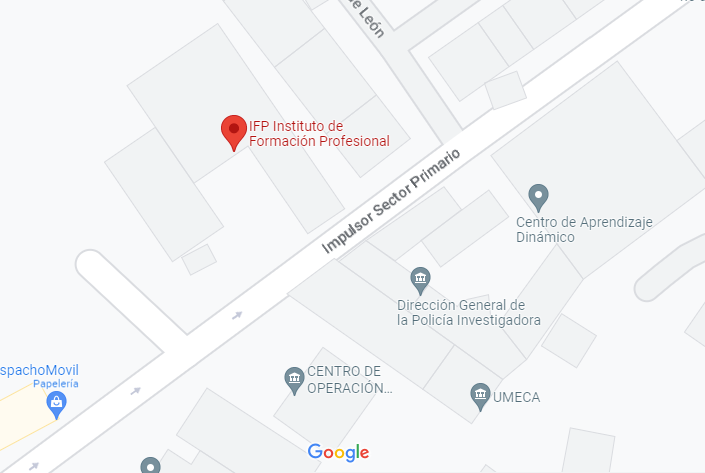 de León
IFP Instituto de
Formación Profesional
Impulsor Sector Primario
Centro de Aprendizaje
Dinámico
Dirección General de
la Policía Investigadora
spachoMovil
Papelería
CENTRO DE
OPERACIÓN...
UMECA
Google